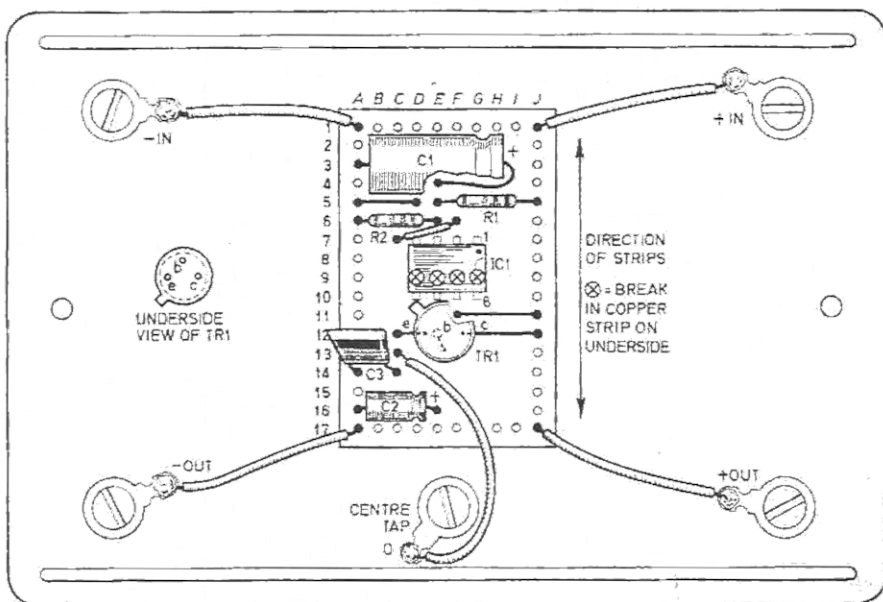 A B C D E F G H I J
-IN
+IN
1
2
3
4
5
6
7
8
9
10
11
12
13
14
15
16
17
C1
+
R1
R2
1
IC1
8
e
b
c
TR1
C3
C2
+
b
e
c
UNDERSIDE
VIEW OF TR1
DIRECTION
OF STRIPS
⊗=BREAK
IN COPPER
STRIP ON
UNDERSIDE
-OUT
+OUT
CENTRE
TAP
0